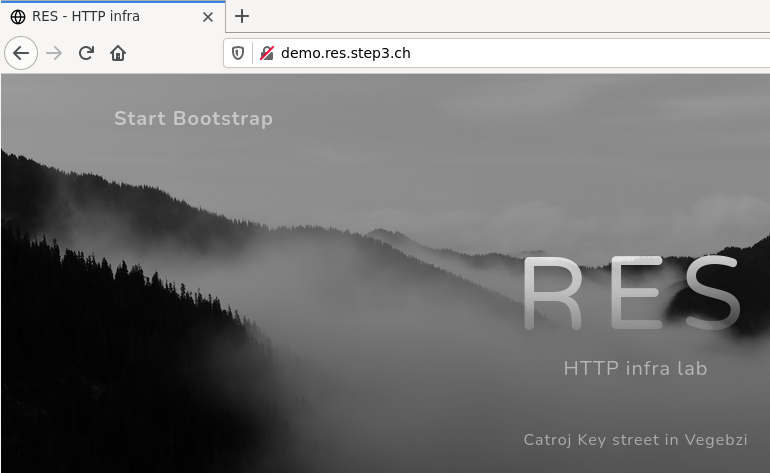 RES - HTTP infra
demo.res.step3.ch
Start Bootstrap
RES
HTTP infra lab
Catroj Key street in Vegebzi